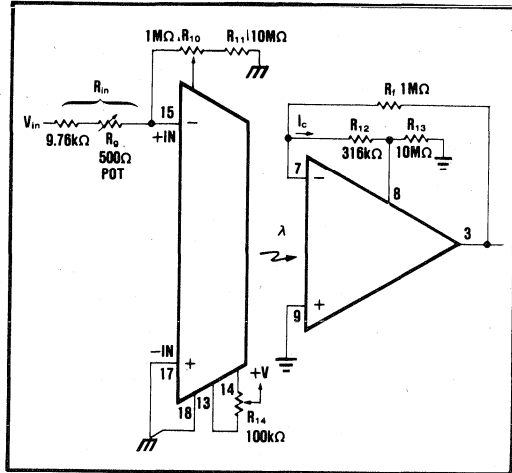 1MΩ R10 R11 10MΩ
Rin
Rf 1MΩ
Vin
15
−
+IN
9.76kΩ
Rg
500Ω
POT
Ic
R12
R13
316kΩ
10MΩ
7
−
8
λ
3
+
9
−IN
+
17
18
13
14
+V
R14
100kΩ